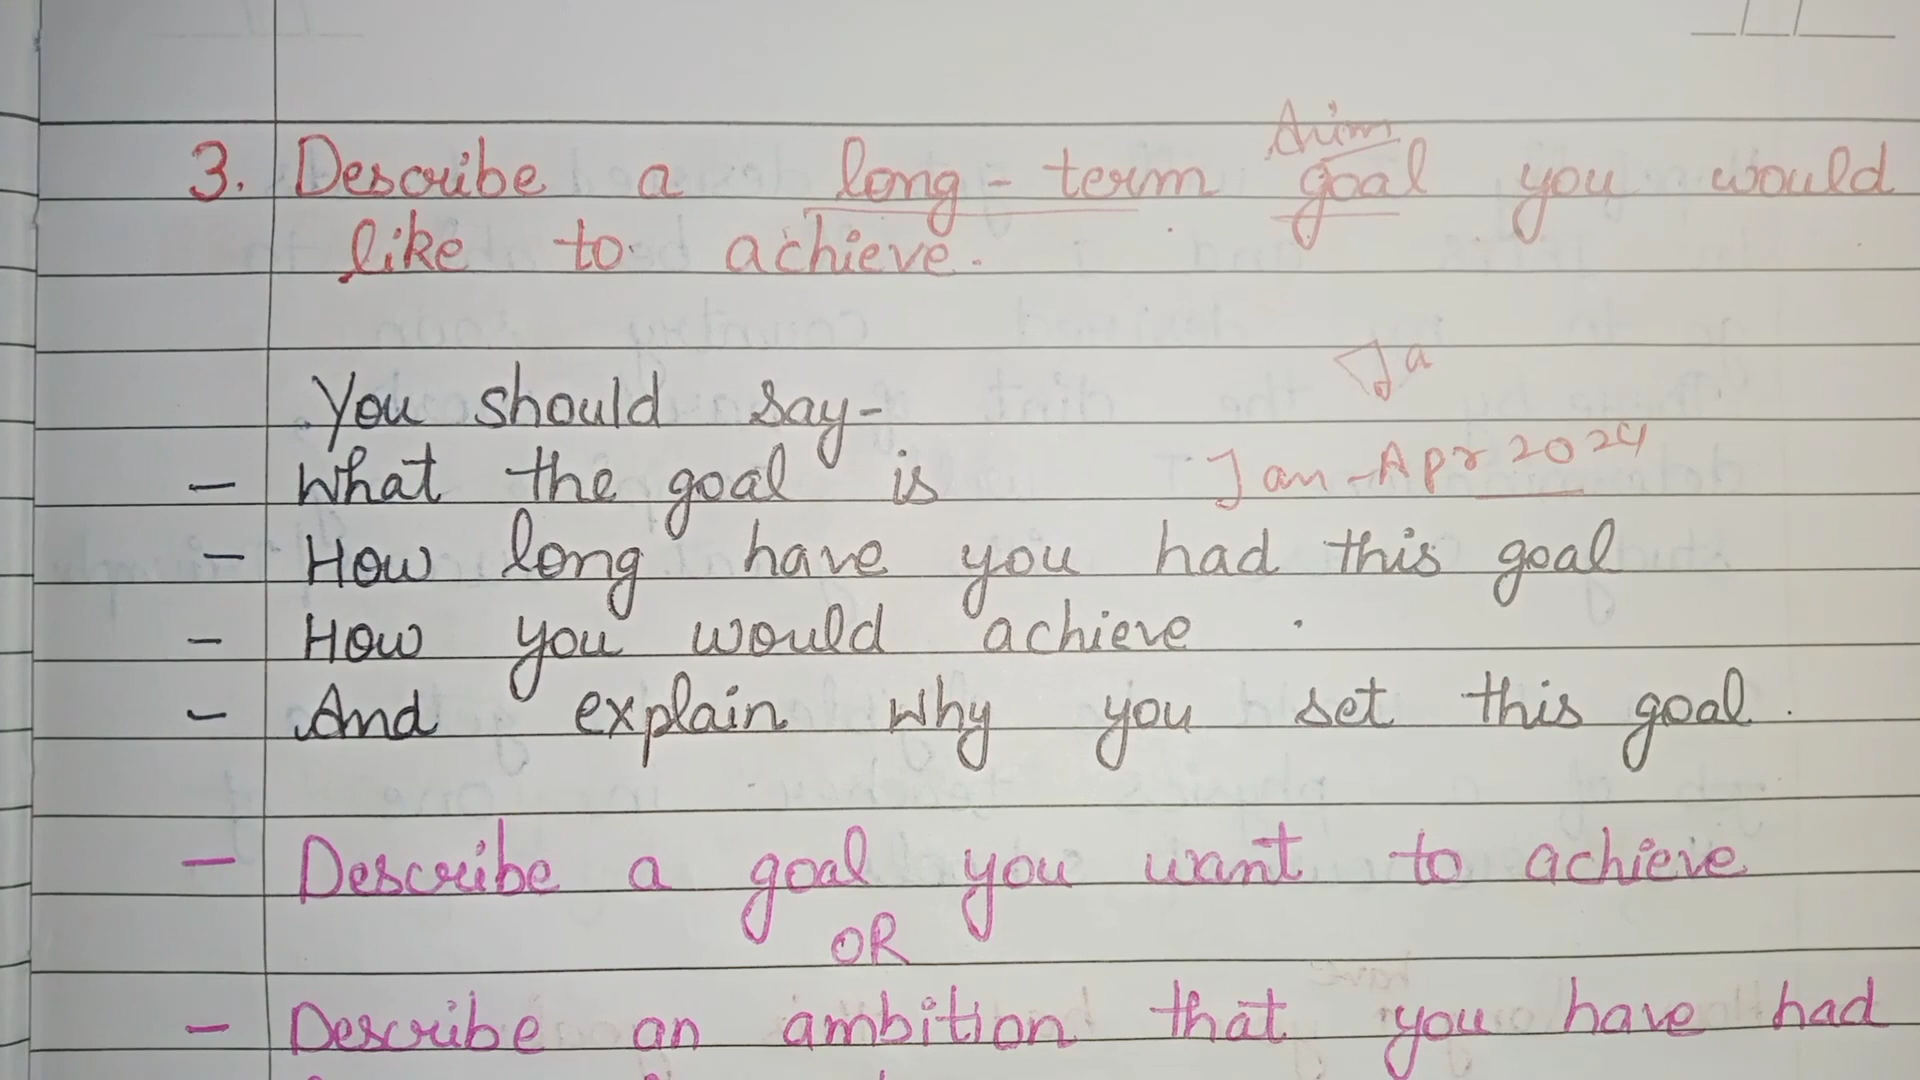 Aim
3. Describe a long-term goal you would
like to achieve.
Ja
You should say-
Jan-Apr 2024
- What the goal is
- How long have you had this goal
- How you would achieve
- And explain why you set this goal.
- Describe a goal you want to achieve
OR
- Describe an ambition that you have had